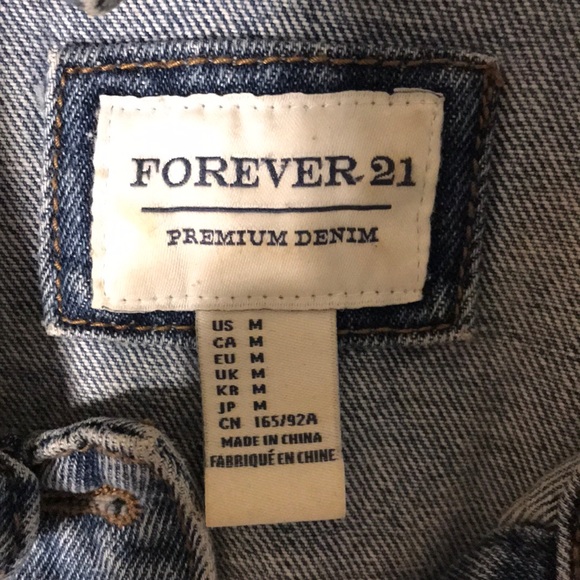 FOREVER 21
PREMIUM DENIM
US M
CA M
EU M
UK M
KR M
JP M
CN 165/92A
MADE IN CHINA
FABRIQUÉ EN CHINE